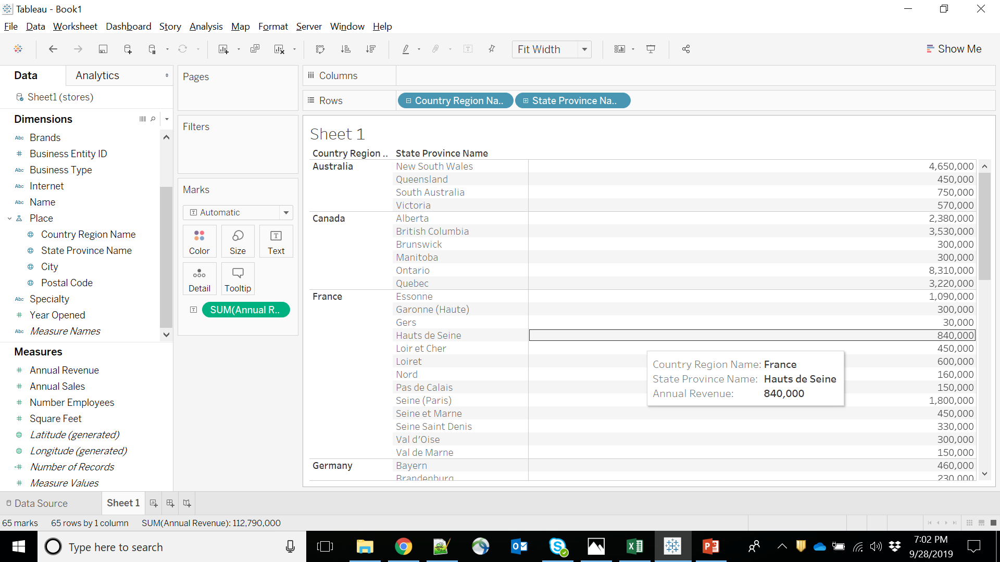 Tableau - Book1
File Data Worksheet Dashboard Story Analysis Map Format Server Window Help
Fit Width
Show Me
Data
Analytics
Sheet1 (stores)
Dimensions
Abc Brands
# Business Entity ID
Abc Business Type
Abc Internet
Abc Name
Place
Country Region Name
State Province Name
City
Postal Code
Abc Specialty
# Year Opened
Abc Measure Names
Measures
# Annual Revenue
# Annual Sales
# Number Employees
# Square Feet
Latitude (generated)
Longitude (generated)
=# Number of Records
# Measure Values
Pages
Filters
Marks
T Automatic
Color
Size
T Text
Detail
Tooltip
T SUM(Annual R..
Columns
Rows
Country Region Na..
State Province Na..
Sheet 1
Country Region .. State Province Name
Australia New South Wales 4,650,000
Queensland 450,000
South Australia 750,000
Victoria 570,000
Canada Alberta 2,380,000
British Columbia 3,530,000
Brunswick 300,000
Manitoba 300,000
Ontario 8,310,000
Quebec 3,220,000
France Essonne 1,090,000
Garonne (Haute) 300,000
Gers 30,000
Hauts de Seine 840,000
Loir et Cher 450,000
Loiret 600,000
Nord 160,000
Pas de Calais 150,000
Seine (Paris) 1,800,000
Seine et Marne 450,000
Seine Saint Denis 330,000
Val d'Oise 300,000
Val de Marne 150,000
Germany Bayern 460,000
Brandenburg 230,000
Country Region Name: France
State Province Name: Hauts de Seine
Annual Revenue: 840,000
Data Source
Sheet 1
65 marks 65 rows by 1 column SUM(Annual Revenue): 112,790,000
Type here to search
7:02 PM
9/28/2019